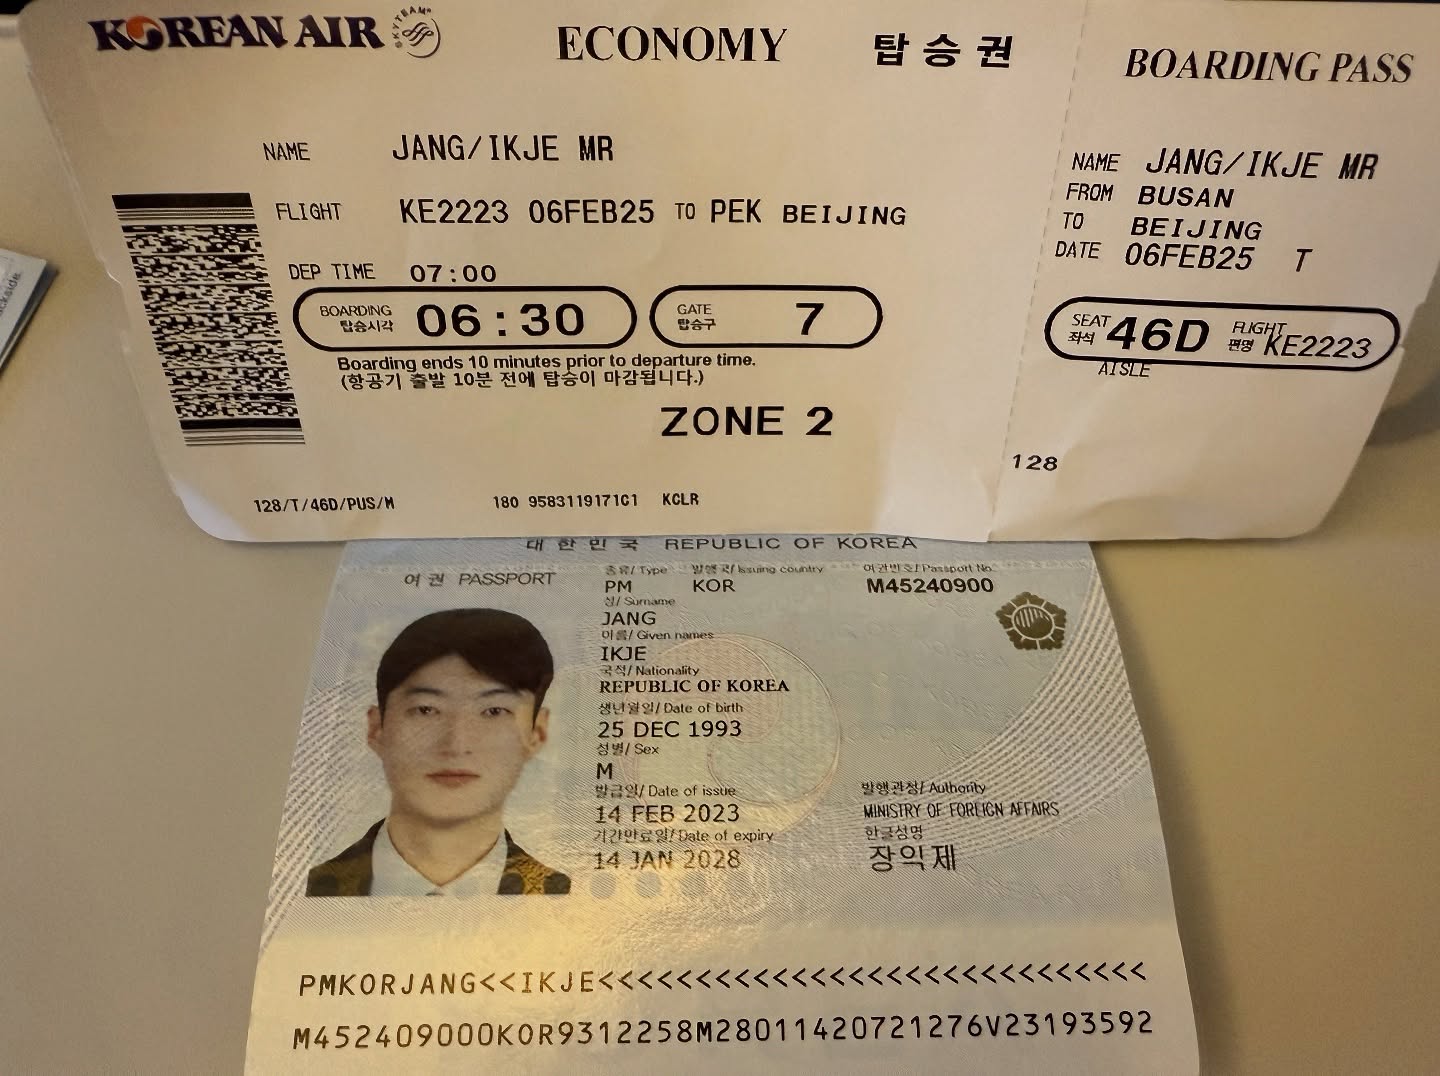 KOREAN AIR SKYTEAM ECONOMY 탑승권 BOARDING PASS
NAME JANG/IKJE MR
FLIGHT KE2223 06FEB25 TO PEK BEIJING
DEP TIME 07:00
BOARDING 탑승시각 06:30 GATE 탑승구 7
Boarding ends 10 minutes prior to departure time.
(항공기 출발 10분 전에 탑승이 마감됩니다.)
ZONE 2
128/T/46D/PUS/M 180 9583119171C1 KCLR
NAME JANG/IKJE MR
FROM BUSAN
TO BEIJING
DATE 06FEB25 T
SEAT 좌석 46D FLIGHT 편명 KE2223
AISLE
128
대한민국 REPUBLIC OF KOREA
여권 PASSPORT
종류/ Type 발행국/ Issuing country 여권번호/ Passport No.
PM KOR M45240900
성/ Surname
JANG
이름/ Given names
IKJE
국적/ Nationality
REPUBLIC OF KOREA
생년월일/ Date of birth
25 DEC 1993
성별/ Sex
M
발급일/ Date of issue
14 FEB 2023
기간만료일/ Date of expiry
14 JAN 2028
발행관청/ Authority
MINISTRY OF FOREIGN AFFAIRS
한글성명
장익제
PMKORJANG<<IKJE<<<<<<<<<<<<<<<<<<<<<<<<<<<<<
M452409000KOR9312258M28011420721276V23193592